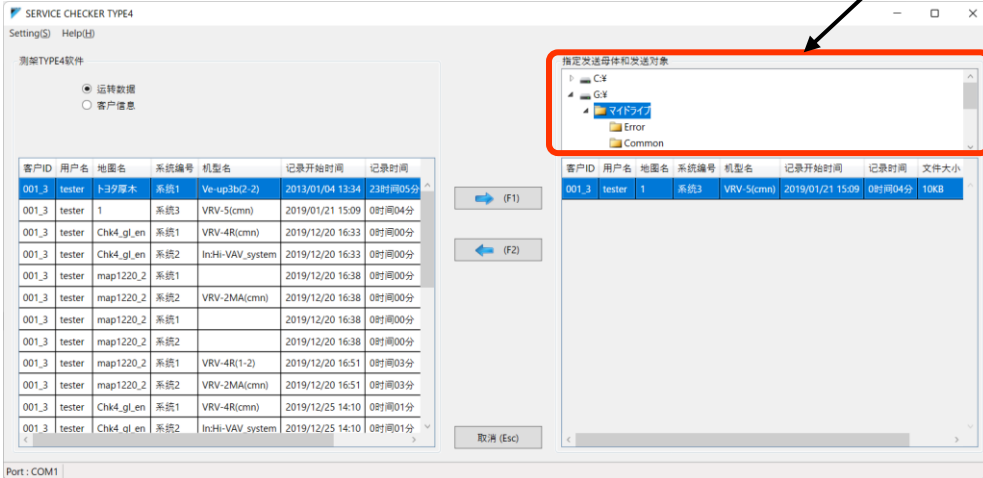 SERVICE CHECKER TYPE4
Setting(S) Help(H)
测架TYPE4软件
运转数据
客户信息
指定发送母体和发送对象
C:¥
G:¥
マイドライブ
Error
Common
客户ID 用户名 地图名 系统编号 机型名 记录开始时间 记录时间
001_3 tester トヨタ厚木 系统1 Ve-up3b(2-2) 2013/01/04 13:34 23时间05分
001_3 tester 1 系统3 VRV-5(cmn) 2019/01/21 15:09 0时间04分
001_3 tester Chk4_gl_en 系统1 VRV-4R(cmn) 2019/12/20 16:33 0时间00分
001_3 tester Chk4_gl_en 系统2 In:Hi-VAV_system 2019/12/20 16:33 0时间00分
001_3 tester map1220_2 系统1 2019/12/20 16:38 0时间00分
001_3 tester map1220_2 系统2 VRV-2MA(cmn) 2019/12/20 16:38 0时间00分
001_3 tester map1220_2 系统1 2019/12/20 16:38 0时间00分
001_3 tester map1220_2 系统2 2019/12/20 16:38 0时间00分
001_3 tester map1220_2 系统1 VRV-4R(1-2) 2019/12/20 16:51 0时间03分
001_3 tester map1220_2 系统2 VRV-2MA(cmn) 2019/12/20 16:51 0时间03分
001_3 tester Chk4_gl_en 系统1 VRV-4R(cmn) 2019/12/25 14:10 0时间01分
001_3 tester Chk4_gl_en 系统2 In:Hi-VAV_system 2019/12/25 14:10 0时间01分
(F1)
(F2)
取消 (Esc)
客户ID 用户名 地图名 系统编号 机型名 记录开始时间 记录时间 文件大小
001_3 tester 1 系统3 VRV-5(cmn) 2019/01/21 15:09 0时间04分 10KB
Port : COM1